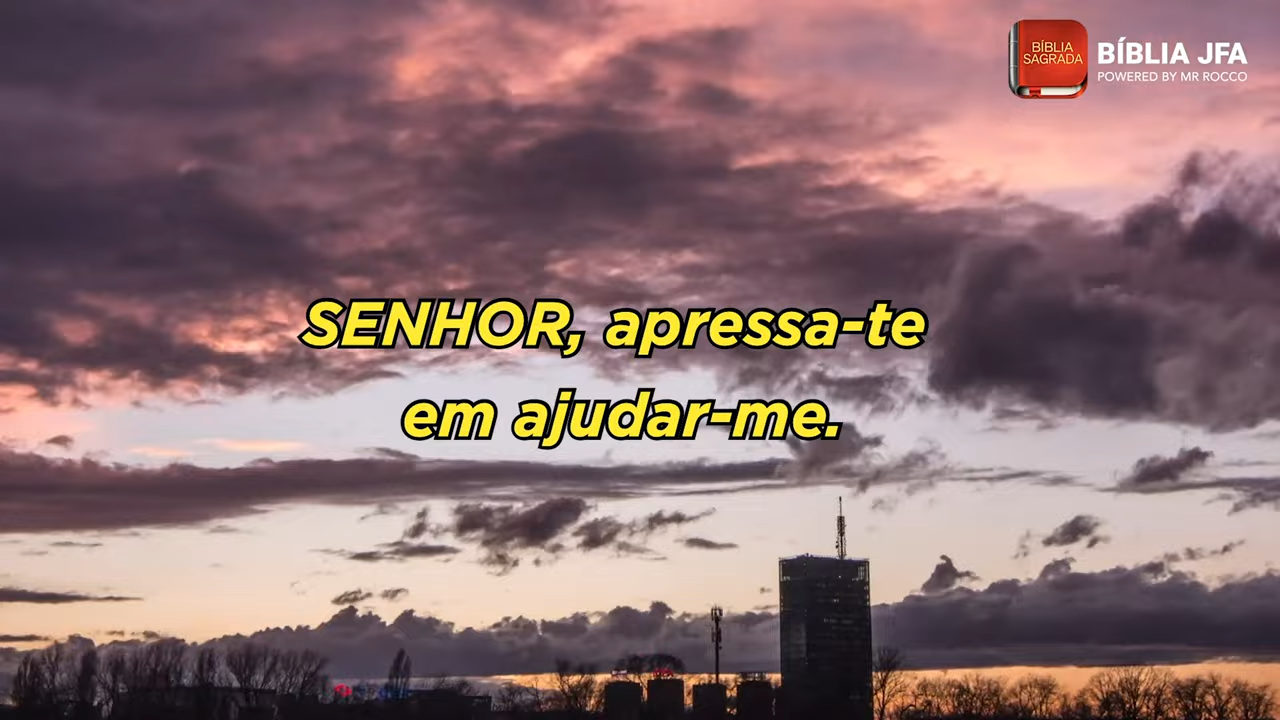 BÍBLIA
SAGRADA
BÍBLIA JFA
POWERED BY MR ROCCO
SENHOR, apressa-te
em ajudar-me.